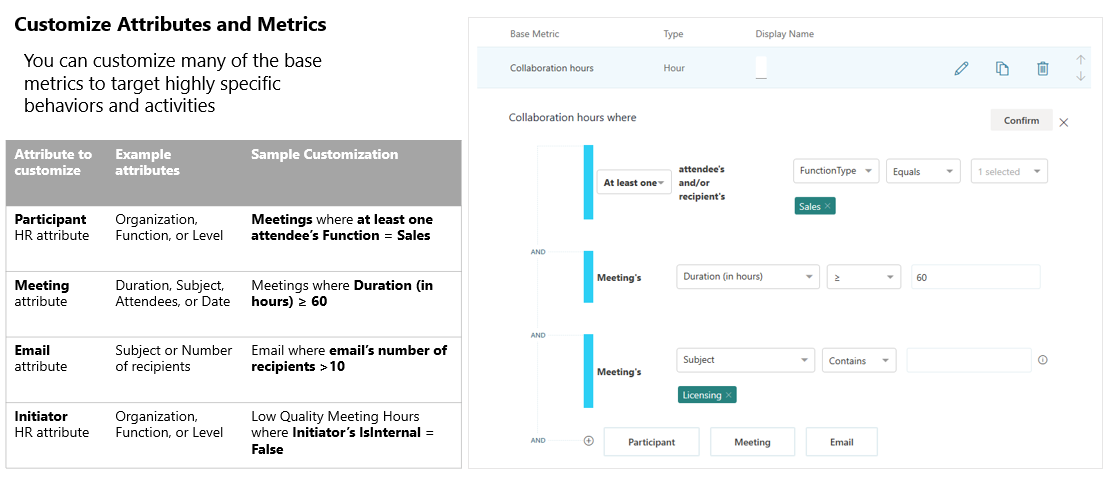 Customize Attributes and Metrics
You can customize many of the base
metrics to target highly specific
behaviors and activities
Attribute to
customize
Example
attributes
Sample Customization
Participant
HR attribute
Organization,
Function, or Level
Meetings where at least one
attendee's Function = Sales
Meeting
attribute
Duration, Subject,
Attendees, or Date
Meetings where Duration (in
hours) ≥ 60
Email
attribute
Subject or Number
of recipients
Email where email's number of
recipients >10
Initiator
HR attribute
Organization,
Function, or Level
Low Quality Meeting Hours
where Initiator's IsInternal =
False
Base Metric Type Display Name
Collaboration hours Hour
Collaboration hours where Confirm
At least one
attendee's
and/or
recipient's
FunctionType Equals 1 selected
Sales
AND
Meeting's Duration (in hours) ≥ 60
AND
Meeting's Subject Contains
Licensing
AND Participant Meeting Email